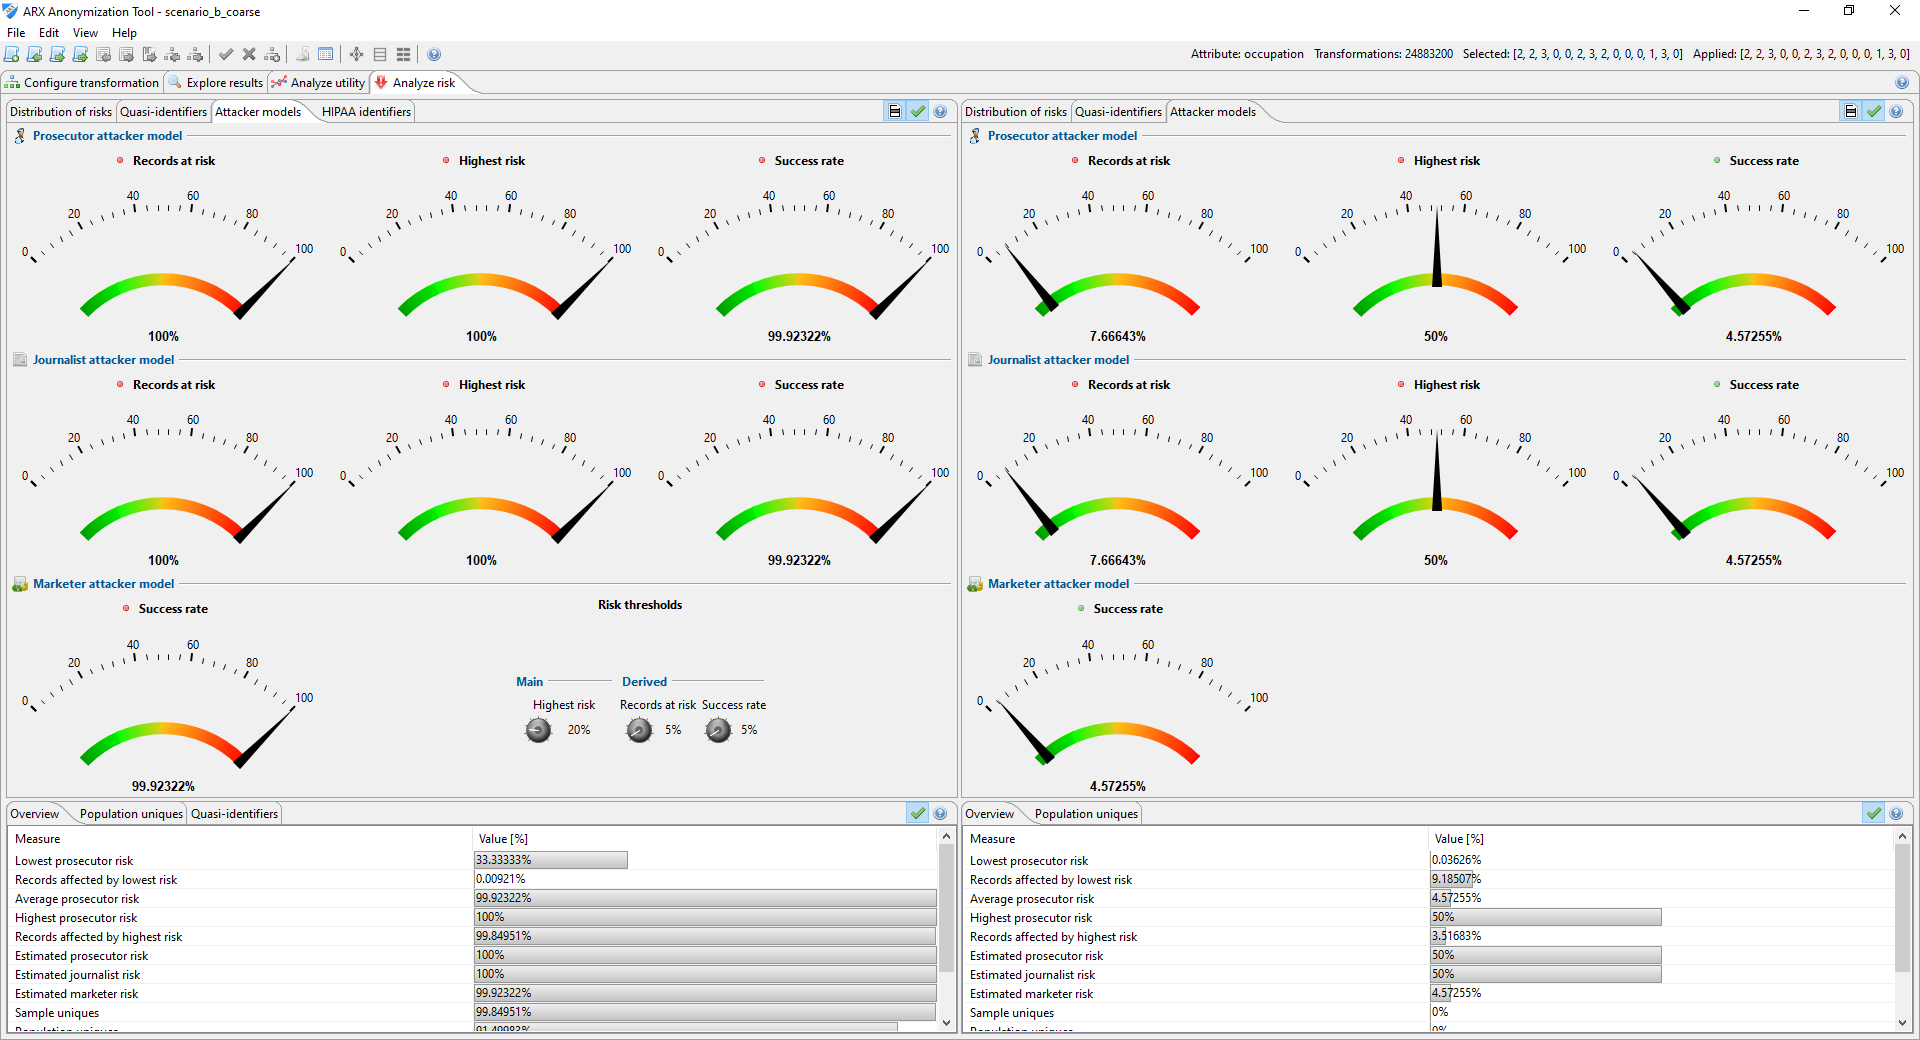 ARX Anonymization Tool - scenario_b_coarse
File Edit View Help
Attribute: occupation Transformations: 24883200 Selected: [2, 2, 3, 0, 0, 2, 3, 2, 0, 0, 0, 1, 3, 0] Applied: [2, 2, 3, 0, 0, 2, 3, 2, 0, 0, 0, 1, 3, 0]
Configure transformation Explore results Analyze utility Analyze risk
Distribution of risks Quasi-identifiers Attacker models HIPAA identifiers
Prosecutor attacker model
Records at risk Highest risk Success rate
0 20 40 60 80 100 0 20 40 60 80 100 0 20 40 60 80 100
100% 100% 99.92322%
Journalist attacker model
Records at risk Highest risk Success rate
0 20 40 60 80 100 0 20 40 60 80 100 0 20 40 60 80 100
100% 100% 99.92322%
Marketer attacker model
Success rate
0 20 40 60 80 100
99.92322%
Risk thresholds
Main Derived
Highest risk Records at risk Success rate
20% 5% 5%
Distribution of risks Quasi-identifiers Attacker models
Prosecutor attacker model
Records at risk Highest risk Success rate
0 20 40 60 80 100 0 20 40 60 80 100 0 20 40 60 80 100
7.66643% 50% 4.57255%
Journalist attacker model
Records at risk Highest risk Success rate
0 20 40 60 80 100 0 20 40 60 80 100 0 20 40 60 80 100
7.66643% 50% 4.57255%
Marketer attacker model
Success rate
0 20 40 60 80 100
4.57255%
Overview Population uniques Quasi-identifiers
Measure Value [%]
Lowest prosecutor risk 33.33333%
Records affected by lowest risk 0.00921%
Average prosecutor risk 99.92322%
Highest prosecutor risk 100%
Records affected by highest risk 99.84951%
Estimated prosecutor risk 100%
Estimated journalist risk 100%
Estimated marketer risk 99.92322%
Sample uniques 99.84951%
Population uniques 91.49983%
Overview Population uniques
Measure Value [%]
Lowest prosecutor risk 0.03626%
Records affected by lowest risk 9.18507%
Average prosecutor risk 4.57255%
Highest prosecutor risk 50%
Records affected by highest risk 3.51683%
Estimated prosecutor risk 50%
Estimated journalist risk 50%
Estimated marketer risk 4.57255%
Sample uniques 0%
Population uniques 0%